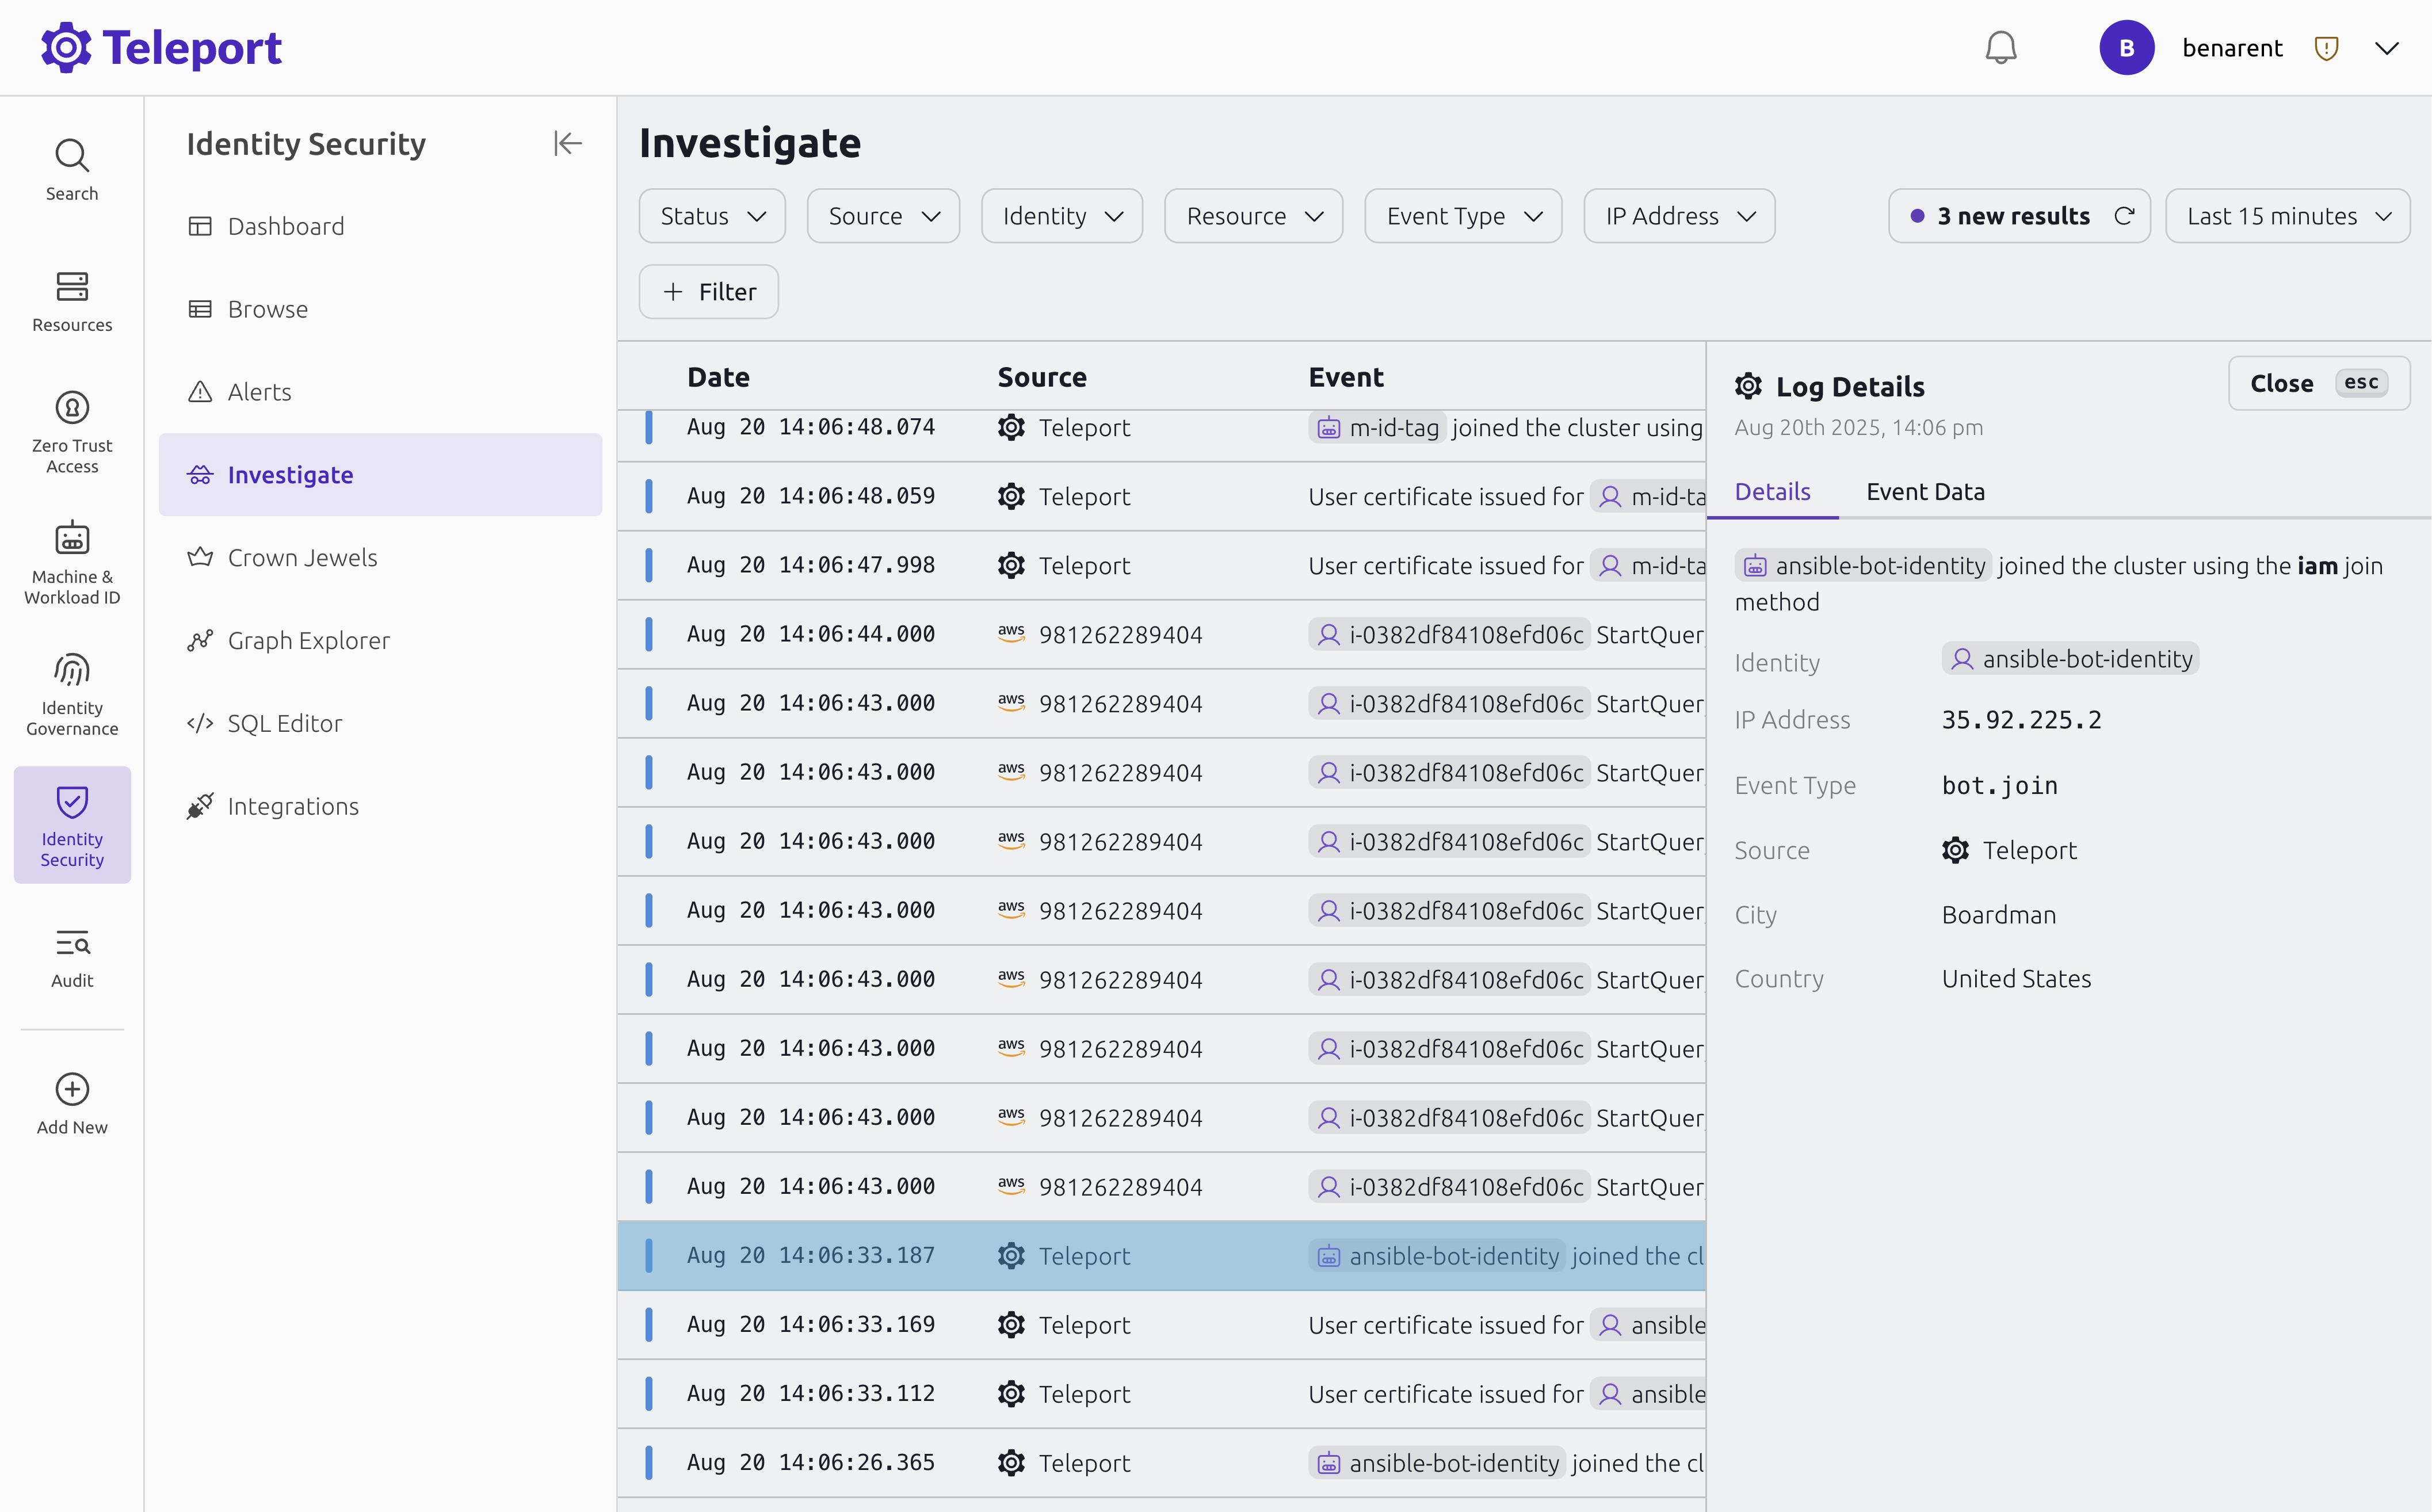 Teleport
B benarent
Search
Resources
Zero Trust
Access
Machine &
Workload ID
Identity
Governance
Identity
Security
Audit
Add New
Identity Security
Dashboard
Browse
Alerts
Investigate
Crown Jewels
Graph Explorer
SQL Editor
Integrations
Investigate
Status Source Identity Resource Event Type IP Address 3 new results Last 15 minutes
+ Filter
Date Source Event
Aug 20 14:06:48.074 Teleport m-id-tag joined the cluster using
Aug 20 14:06:48.059 Teleport User certificate issued for m-id-ta
Aug 20 14:06:47.998 Teleport User certificate issued for m-id-ta
Aug 20 14:06:44.000 aws 981262289404 i-0382df84108efd06c StartQuer
Aug 20 14:06:43.000 aws 981262289404 i-0382df84108efd06c StartQuer
Aug 20 14:06:43.000 aws 981262289404 i-0382df84108efd06c StartQuer
Aug 20 14:06:43.000 aws 981262289404 i-0382df84108efd06c StartQuer
Aug 20 14:06:43.000 aws 981262289404 i-0382df84108efd06c StartQuer
Aug 20 14:06:43.000 aws 981262289404 i-0382df84108efd06c StartQuer
Aug 20 14:06:43.000 aws 981262289404 i-0382df84108efd06c StartQuer
Aug 20 14:06:43.000 aws 981262289404 i-0382df84108efd06c StartQuer
Aug 20 14:06:43.000 aws 981262289404 i-0382df84108efd06c StartQuer
Aug 20 14:06:33.187 Teleport ansible-bot-identity joined the cl
Aug 20 14:06:33.169 Teleport User certificate issued for ansible
Aug 20 14:06:33.112 Teleport User certificate issued for ansible
Aug 20 14:06:26.365 Teleport ansible-bot-identity joined the cl
Log Details
Close esc
Aug 20th 2025, 14:06 pm
Details Event Data
ansible-bot-identity joined the cluster using the iam join
method
Identity ansible-bot-identity
IP Address 35.92.225.2
Event Type bot.join
Source Teleport
City Boardman
Country United States